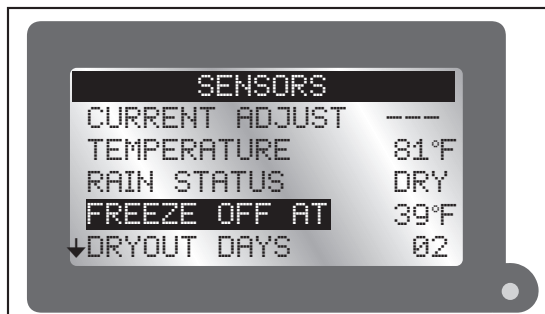 SENSORS
CURRENT ADJUST ---
TEMPERATURE 81°F
RAIN STATUS DRY
FREEZE OFF AT 39°F
DRYOUT DAYS 02